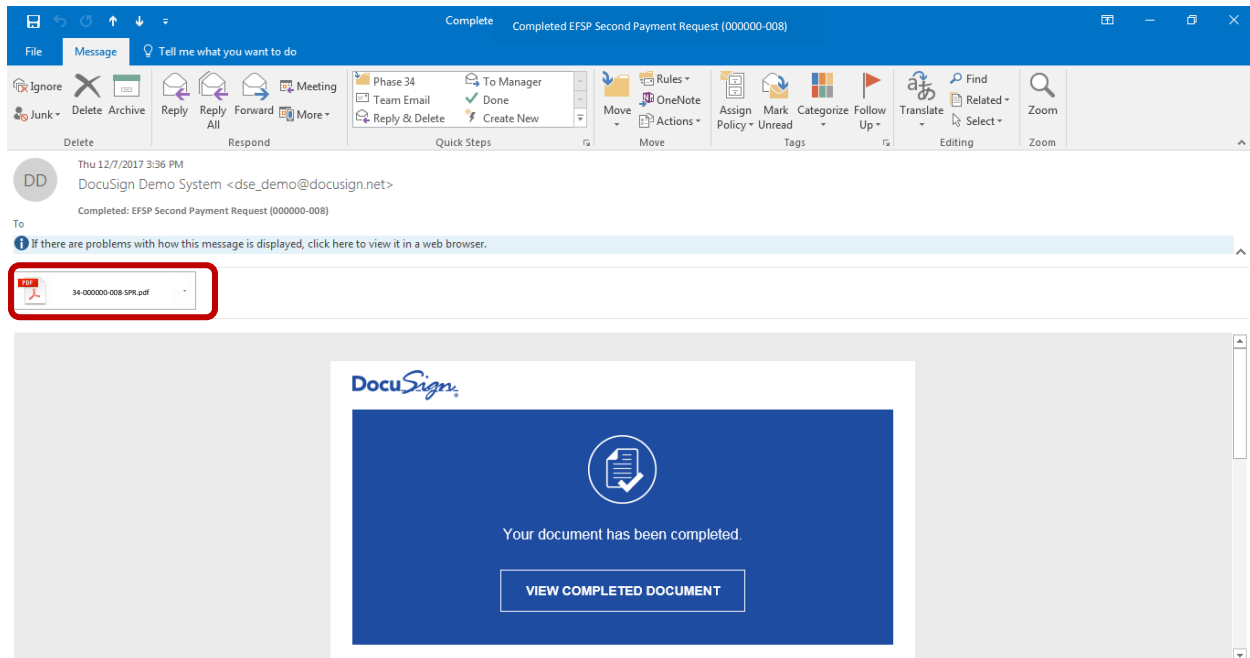 Complete Completed EFSP Second Payment Request (000000-008)
File Message Tell me what you want to do
Ignore
Junk
Delete Archive
Delete
Reply Reply All Forward
Meeting
More
Respond
Phase 34 To Manager
Team Email Done
Reply & Delete Create New
Quick Steps
Move
Rules
OneNote
Actions
Move
Assign Policy Mark Unread Categorize Follow Up
Tags
Translate
Find
Related
Select
Editing
Zoom
Zoom
DD
Thu 12/7/2017 3:36 PM
DocuSign Demo System <dse_demo@docusign.net>
Completed: EFSP Second Payment Request (000000-008)
To
If there are problems with how this message is displayed, click here to view it in a web browser.
PDF
34-000000-008-SPR.pdf
DocuSign
Your document has been completed.
VIEW COMPLETED DOCUMENT